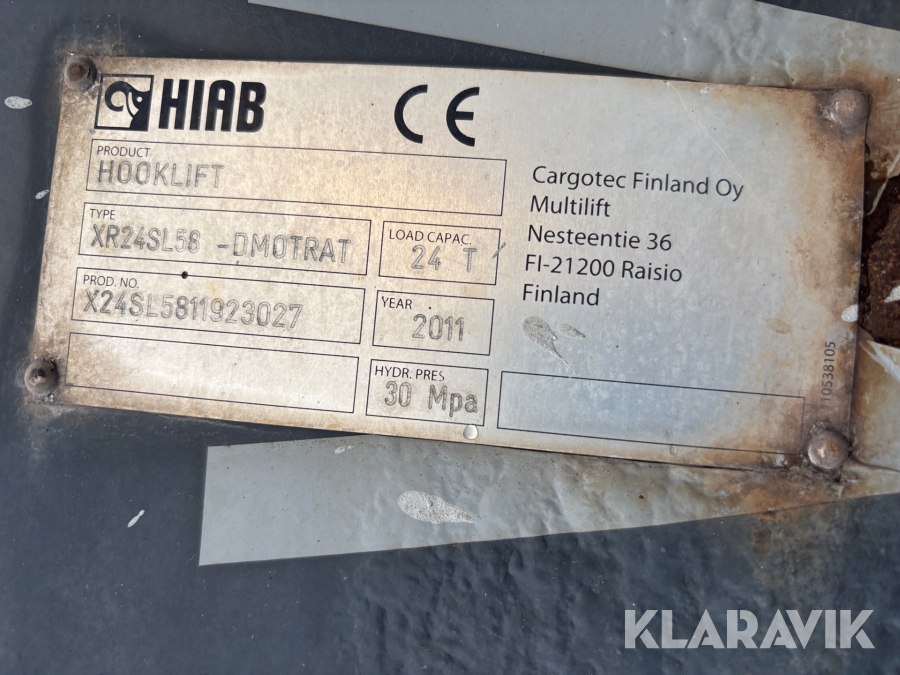 HIAB CE
PRODUCT
HOOKLIFT
TYPE
XR24SL58 -DMOTRAT
LOAD CAPAC.
24 T
PROD. NO.
X24SL5811923027
YEAR
2011
HYDR. PRES
30 Mpa
Cargotec Finland Oy
Multilift
Nesteentie 36
FI-21200 Raisio
Finland
10538105
KLARAVIK